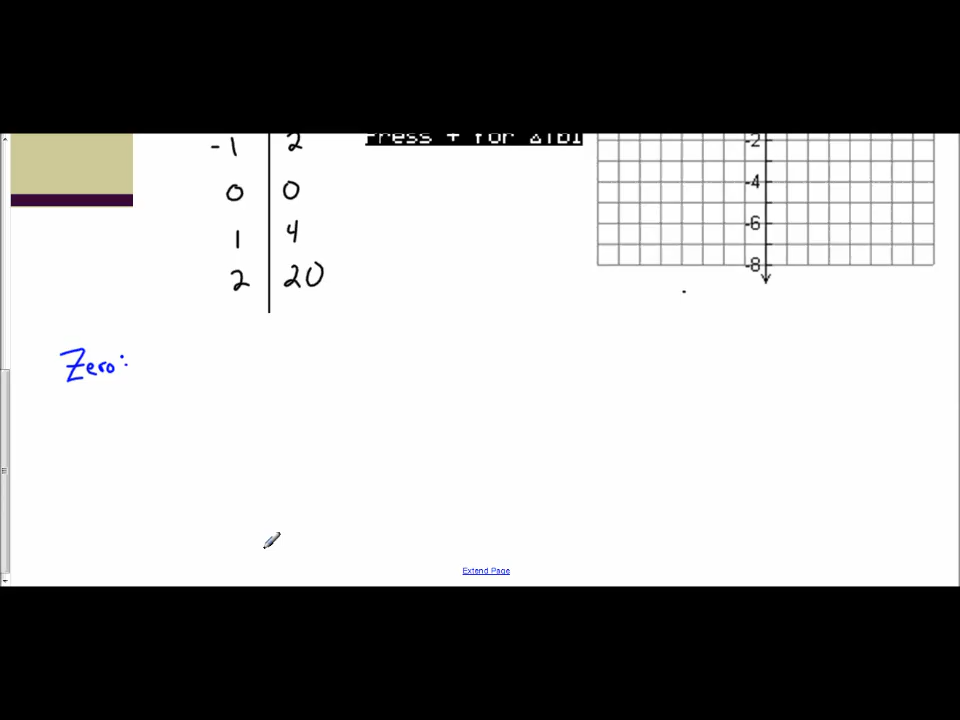 -1 2
Press + for ΔTbl
-2
0 0
-4
1 4
-6
2 20
-8
Zero:
Extend Page